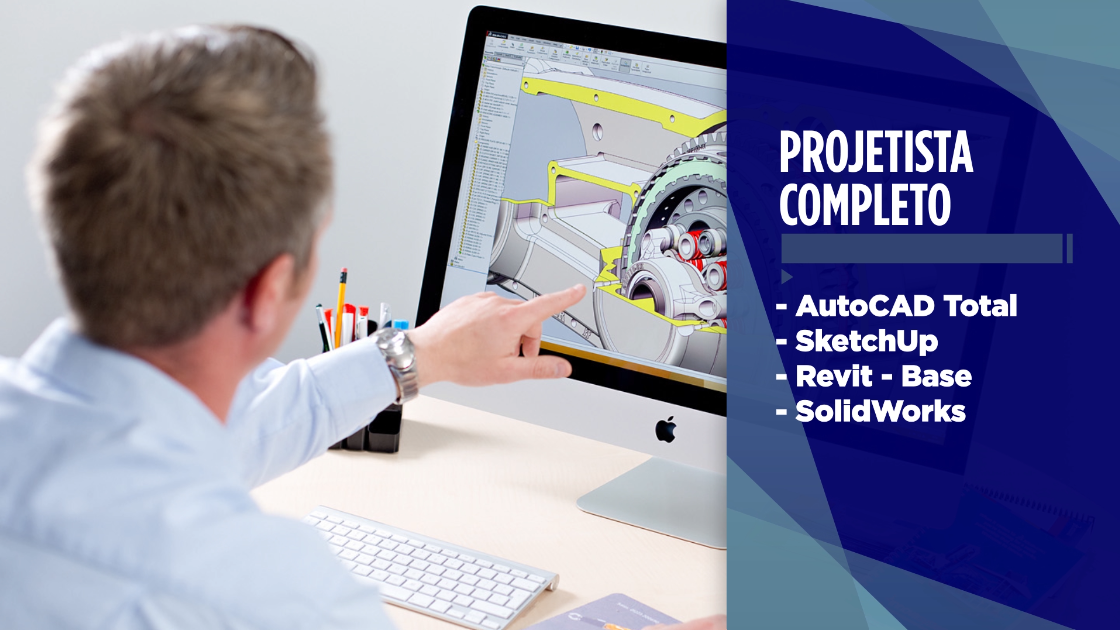 PROJETISTA
COMPLETO
- AutoCAD Total
- SketchUp
- Revit - Base
- SolidWorks